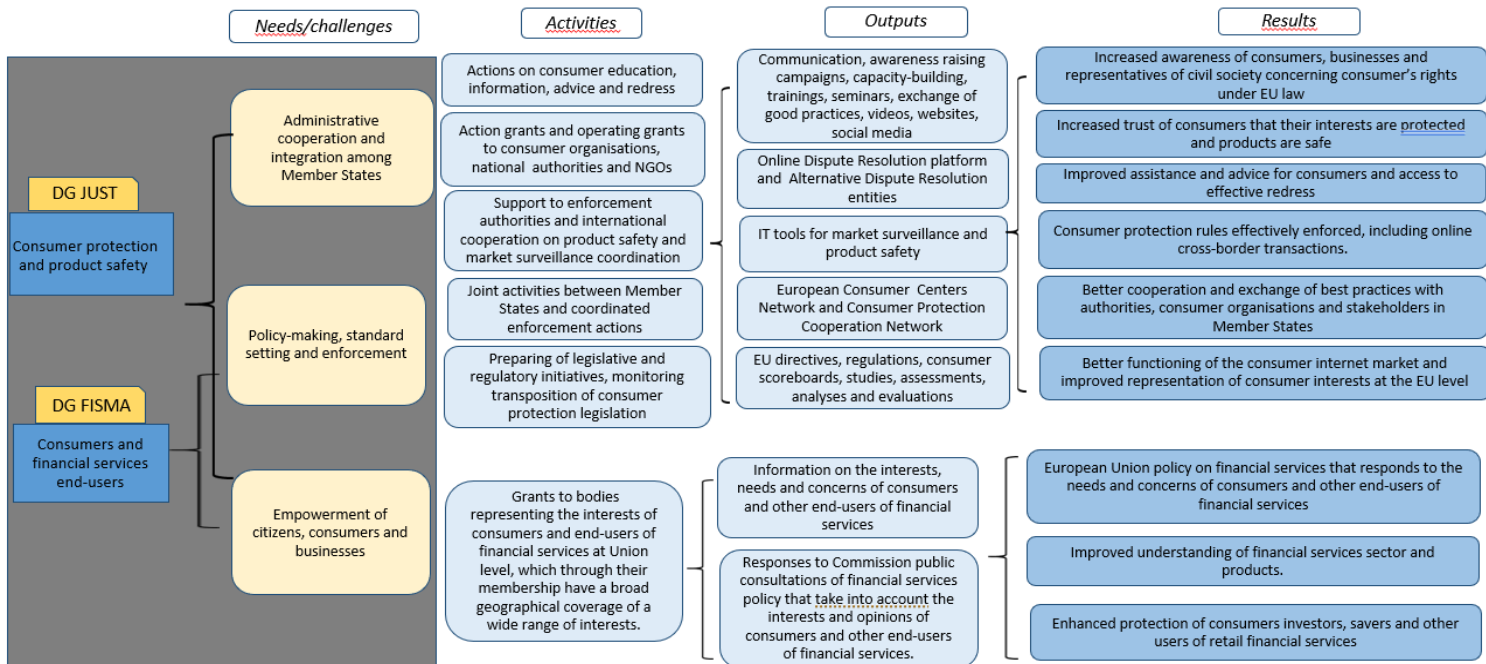 Needs/challenges
Activities
Outputs
Results
DG JUST
Consumer protection
and product safety
DG FISMA
Consumers and
financial services
end-users
Administrative
cooperation and
integration among
Member States
Policy-making, standard
setting and enforcement
Empowerment of
citizens, consumers and
businesses
Actions on consumer education,
information, advice and redress
Action grants and operating grants
to consumer organisations,
national authorities and NGOs
Support to enforcement
authorities and international
cooperation on product safety and
market surveillance coordination
Joint activities between Member
States and coordinated
enforcement actions
Preparing of legislative and
regulatory initiatives, monitoring
transposition of consumer
protection legislation
Grants to bodies
representing the interests of
consumers and end-users of
financial services at Union
level, which through their
membership have a broad
geographical coverage of a
wide range of interests.
Communication, awareness raising
campaigns, capacity-building,
trainings, seminars, exchange of
good practices, videos, websites,
social media
Online Dispute Resolution platform
and Alternative Dispute Resolution
entities
IT tools for market surveillance and
product safety
European Consumer Centers
Network and Consumer Protection
Cooperation Network
EU directives, regulations, consumer
scoreboards, studies, assessments,
analyses and evaluations
Information on the interests,
needs and concerns of consumers
and other end-users of financial
services
Responses to Commission public
consultations of financial services
policy that take into account the
interests and opinions of
consumers and other end-users
of financial services.
Increased awareness of consumers, businesses and
representatives of civil society concerning consumer's rights
under EU law
Increased trust of consumers that their interests are protected
and products are safe
Improved assistance and advice for consumers and access to
effective redress
Consumer protection rules effectively enforced, including online
cross-border transactions.
Better cooperation and exchange of best practices with
authorities, consumer organisations and stakeholders in
Member States
Better functioning of the consumer internet market and
improved representation of consumer interests at the EU level
European Union policy on financial services that responds to the
needs and concerns of consumers and other end-users of
financial services
Improved understanding of financial services sector and
products.
Enhanced protection of consumers investors, savers and other
users of retail financial services